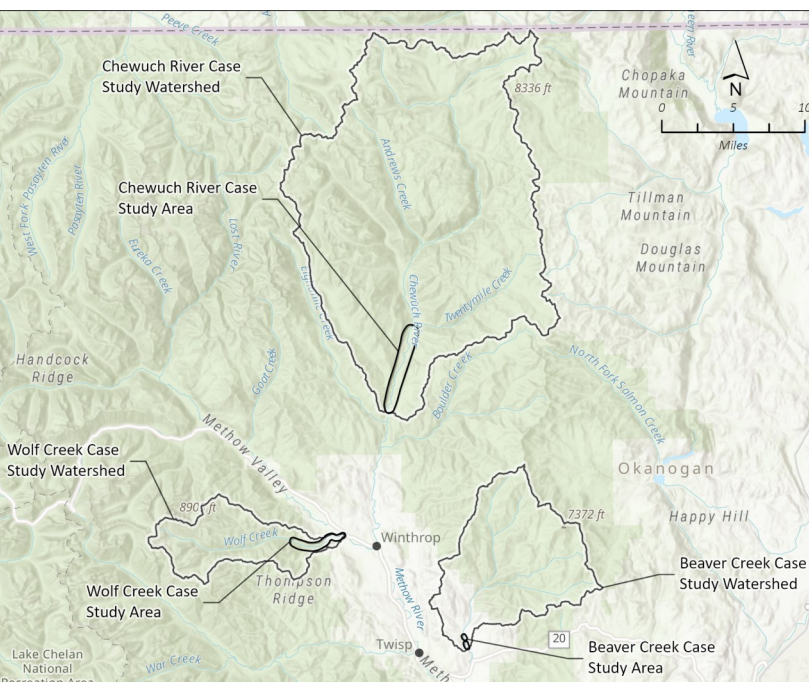 Peeve Creek
Chewuch River Case
Study Watershed
8336 ft
Chopaka
Mountain
N
0 5 10
Miles
West Fork Pasayten River
Pasayten River
Andrews Creek
Chewuch River Case
Study Area
Tillman
Mountain
Lost River
Eureka Creek
Douglas
Mountain
Eightmile Creek
Chewuch River
Twentymile Creek
Handcock
Ridge
Goat Creek
Boulder Creek
North Fork Salmon Creek
Methow Valley
Wolf Creek Case
Study Watershed
Okanogan
890 ft
7372 ft
Happy Hill
Wolf Creek
Winthrop
Wolf Creek Case
Study Area
Thompson
Ridge
Methow River
Beaver Creek Case
Study Watershed
Twisp
20
Beaver Creek Case
Study Area
Lake Chelan
National
Recreation Area
War Creek
Meth